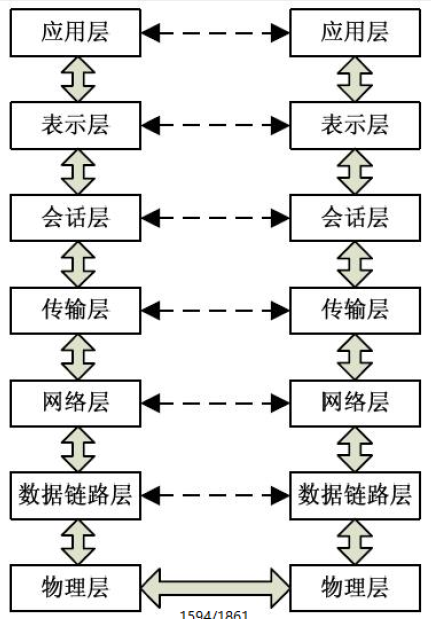 应用层 应用层
表示层 表示层
会话层 会话层
传输层 传输层
网络层 网络层
数据链路层 数据链路层
物理层 物理层
1594/1861